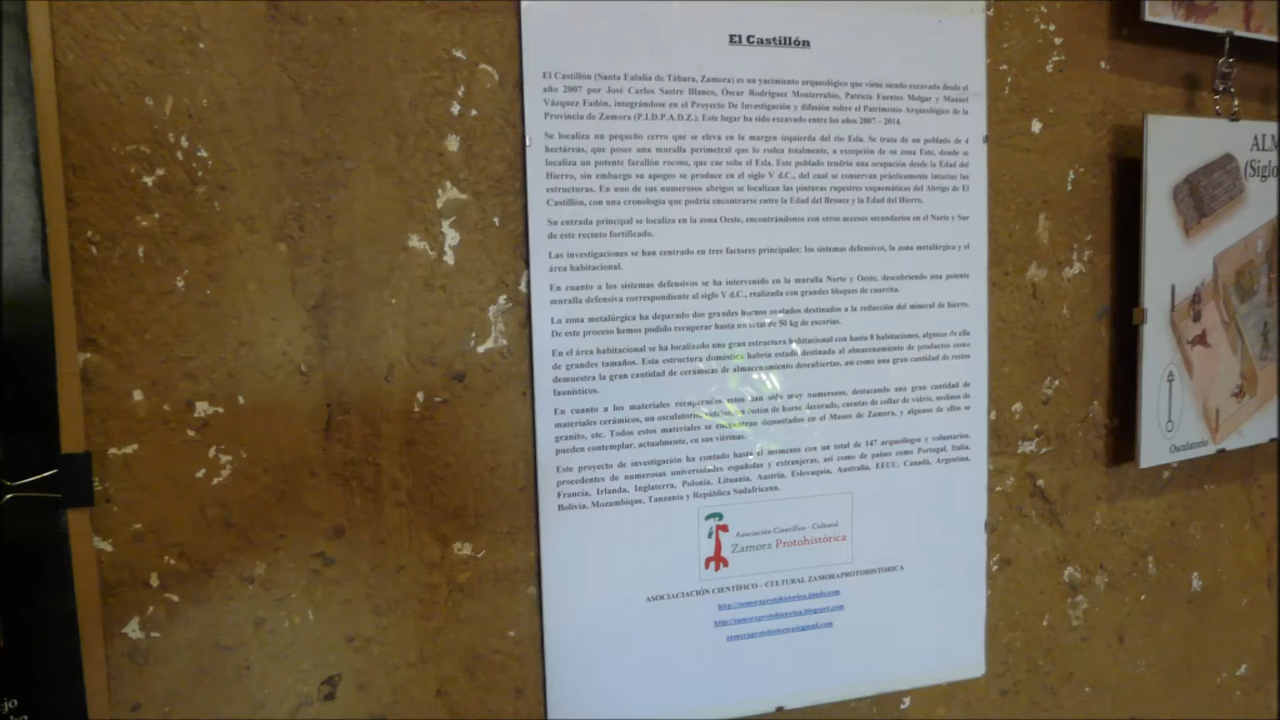 El Castillón
El Castillón (Santa Eulalia de Tábara, Zamora) es un yacimiento arqueológico que viene siendo excavado desde el
año 2007 por José Carlos Sastre Blanco, Óscar Rodríguez Monterrubio, Patricia Fuentes Melgar y Manuel
Vázquez Fadón, integrándose en el Proyecto De Investigación y difusión sobre el Patrimonio Arqueológico de la
Provincia de Zamora (P.I.D.P.A.D.Z.). Este lugar ha sido excavado entre los años 2007 – 2014.
Se localiza un pequeño cerro que se eleva en la margen izquierda del río Esla. Se trata de un poblado de 4
hectáreas, que posee una muralla perimetral que lo rodea totalmente, a excepción de su zona Este, donde se
localiza un potente farallón rocoso, que cae sobe el Esla. Este poblado tendría una ocupación desde la Edad del
Hierro, sin embargo su apogeo se produce en el siglo V d.C., del cual se conservan prácticamente intactas las
estructuras. En uno de sus numerosos abrigos se localizan las pinturas rupestres esquemáticas del Abrigo de El
Castillón, con una cronología que podría encontrarse entre la Edad del Bronce y la Edad del Hierro.
Su entrada principal se localiza en la zona Oeste, encontrándonos con otros accesos secundarios en el Norte y Sur
de este recinto fortificado.
Las investigaciones se han centrado en tres factores principales: los sistemas defensivos, la zona metalúrgica y el
área habitacional.
En cuanto a los sistemas defensivos se ha intervenido en la muralla Norte y Oeste, descubriendo una potente
muralla defensiva correspondiente al siglo V d.C., realizada con grandes bloques de cuarcita.
La zona metalúrgica ha deparado dos grandes hornos ovalados destinados a la reducción del mineral de hierro.
De este proceso hemos podido recuperar hasta un total de 50 kg de escorias.
En el área habitacional se ha localizado una gran estructura habitacional con hasta 8 habitaciones, algunas de ella
de grandes tamaños. Esta estructura doméstica habría estado destinada al almacenamiento de productos como
demuestra la gran cantidad de cerámicas de almacenamiento descubiertas, así como una gran cantidad de restos
faunísticos.
En cuanto a los materiales recuperados estos han sido muy numerosos, destacando una gran cantidad de
materiales cerámicos, un osculatorio, vidrios, un botón de hueso decorado, cuentas de collar de vidrio, molinos de
granito, etc. Todos estos materiales se encuentran depositados en el Museo de Zamora, y algunos de ellos se
pueden contemplar, actualmente, en sus vitrinas.
Este proyecto de investigación ha contado hasta el momento con un total de 147 arqueólogos y voluntarios,
procedentes de numerosas universidades españolas y extranjeras, así como de países como Portugal, Italia,
Francia, Irlanda, Inglaterra, Polonia, Lituania, Austria, Eslovaquia, Australia, EEUU, Canadá, Argentina,
Bolivia, Mozambique, Tanzania y República Sudafricana.
Asociación Científica - Cultural
Zamora Protohistórica
ASOCIACIÓN CIENTÍFICO – CULTURAL ZAMORAPROTOHISTORICA
http://zamoraprotohistorica.jimdo.com
http://zamoraprotohistorica.blogspot.com
zamoraprotohistorica@gmail.com
(Siglo
Osculatorio